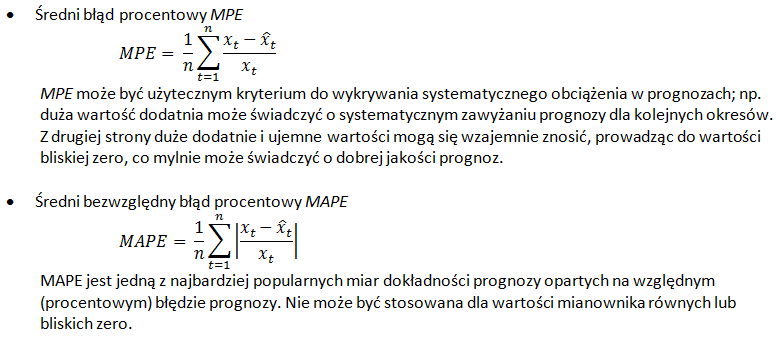 • Średni błąd procentowy MPE
MPE = \frac{1}{n} \sum_{t=1}^{n} \frac{x_t - \hat{x}_t}{x_t}
MPE może być użytecznym kryterium do wykrywania systematycznego obciążenia w prognozach; np.
duża wartość dodatnia może świadczyć o systematycznym zawyżaniu prognozy dla kolejnych okresów.
Z drugiej strony duże dodatnie i ujemne wartości mogą się wzajemnie znosić, prowadząc do wartości
bliskiej zero, co mylnie może świadczyć o dobrej jakości prognoz.
• Średni bezwzględny błąd procentowy MAPE
MAPE = \frac{1}{n} \sum_{t=1}^{n} \left| \frac{x_t - \hat{x}_t}{x_t} \right|
MAPE jest jedną z najbardziej popularnych miar dokładności prognozy opartych na względnym
(procentowym) błędzie prognozy. Nie może być stosowana dla wartości mianownika równych lub
bliskich zero.